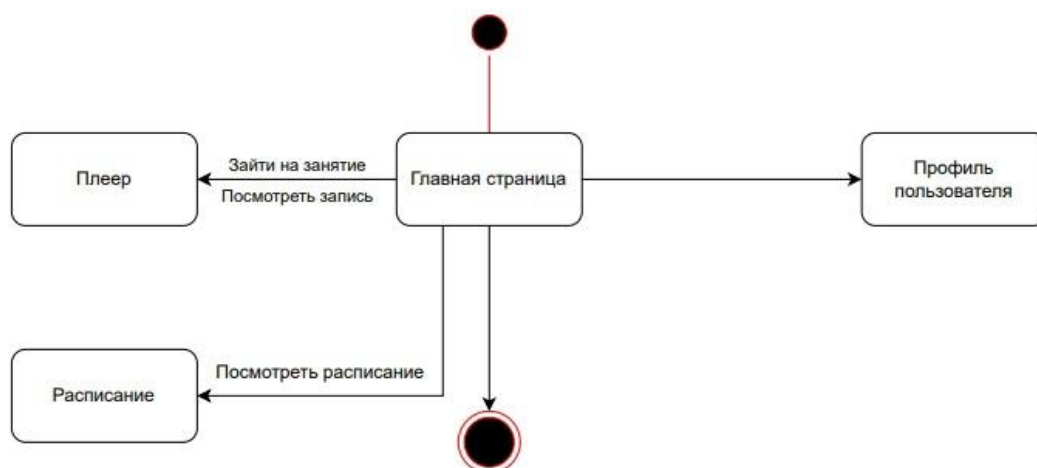 Плеер
Зайти на занятие
Посмотреть запись
Главная страница
Профиль
пользователя
Расписание
Посмотреть расписание